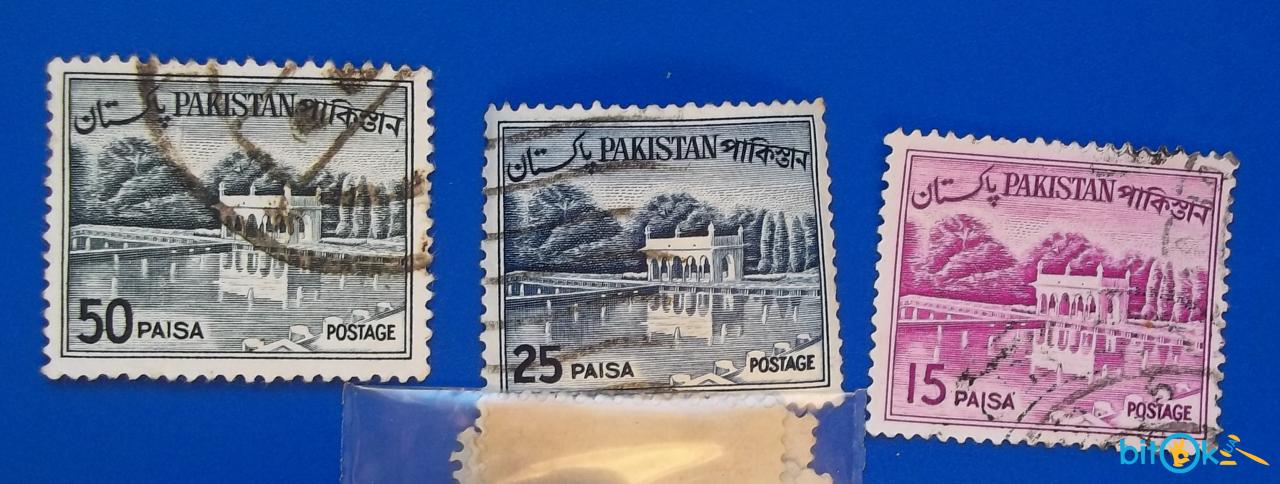 پاکستان PAKISTAN পাকিস্তান
50 PAISA POSTAGE
پاکستان PAKISTAN পাকিস্তান
25 PAISA POSTAGE
پاکستان PAKISTAN পাকিস্তান
15 PAISA POSTAGE
bitOk